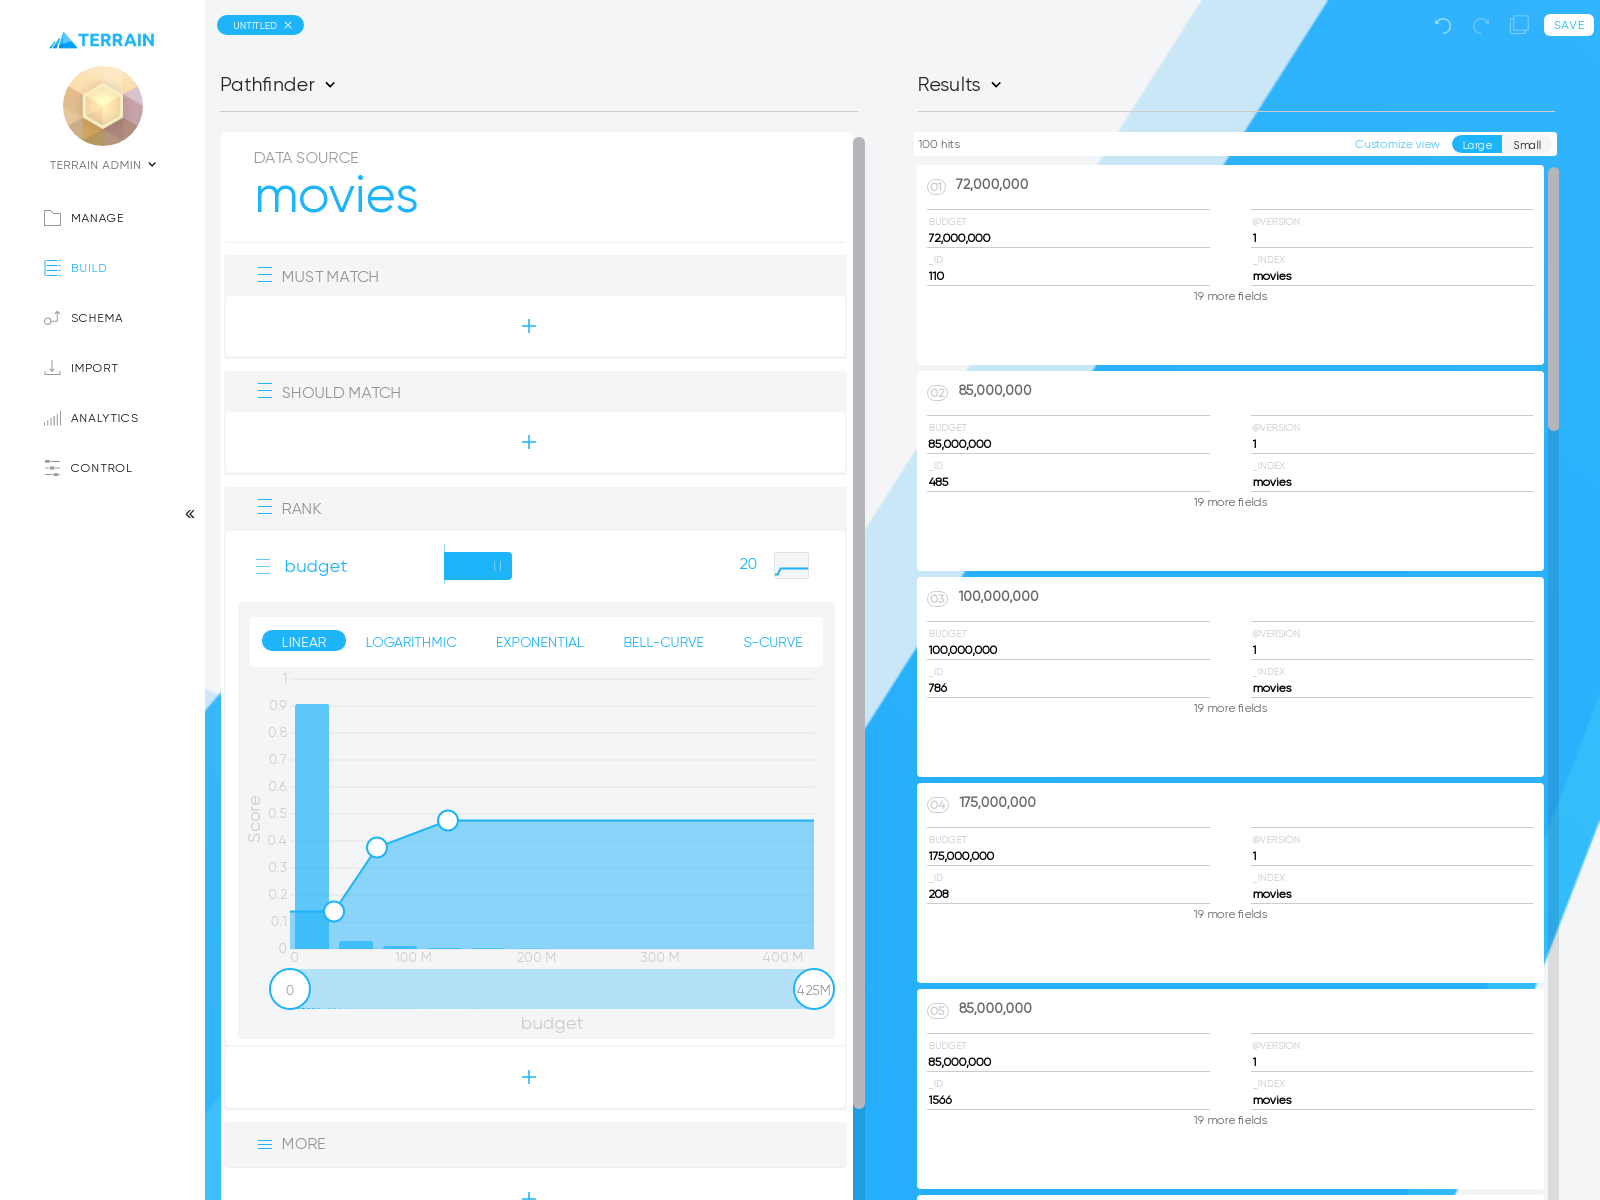 TERRAIN
TERRAIN ADMIN
MANAGE
BUILD
SCHEMA
IMPORT
ANALYTICS
CONTROL
UNTITLED
SAVE
Pathfinder
DATA SOURCE
movies
MUST MATCH
SHOULD MATCH
RANK
budget
20
LINEAR LOGARITHMIC EXPONENTIAL BELL-CURVE S-CURVE
1
0.9
0.8
0.7
0.6
0.5
0.4
0.3
0.2
0.1
0
Score
0 100 M 200 M 300 M 400 M
0 425M
budget
MORE
Results
100 hits Customize view Large Small
01 72,000,000
BUDGET @VERSION
72,000,000 1
_ID _INDEX
110 movies
19 more fields
02 85,000,000
BUDGET @VERSION
85,000,000 1
_ID _INDEX
485 movies
19 more fields
03 100,000,000
BUDGET @VERSION
100,000,000 1
_ID _INDEX
786 movies
19 more fields
04 175,000,000
BUDGET @VERSION
175,000,000 1
_ID _INDEX
208 movies
19 more fields
05 85,000,000
BUDGET @VERSION
85,000,000 1
_ID _INDEX
1566 movies
19 more fields